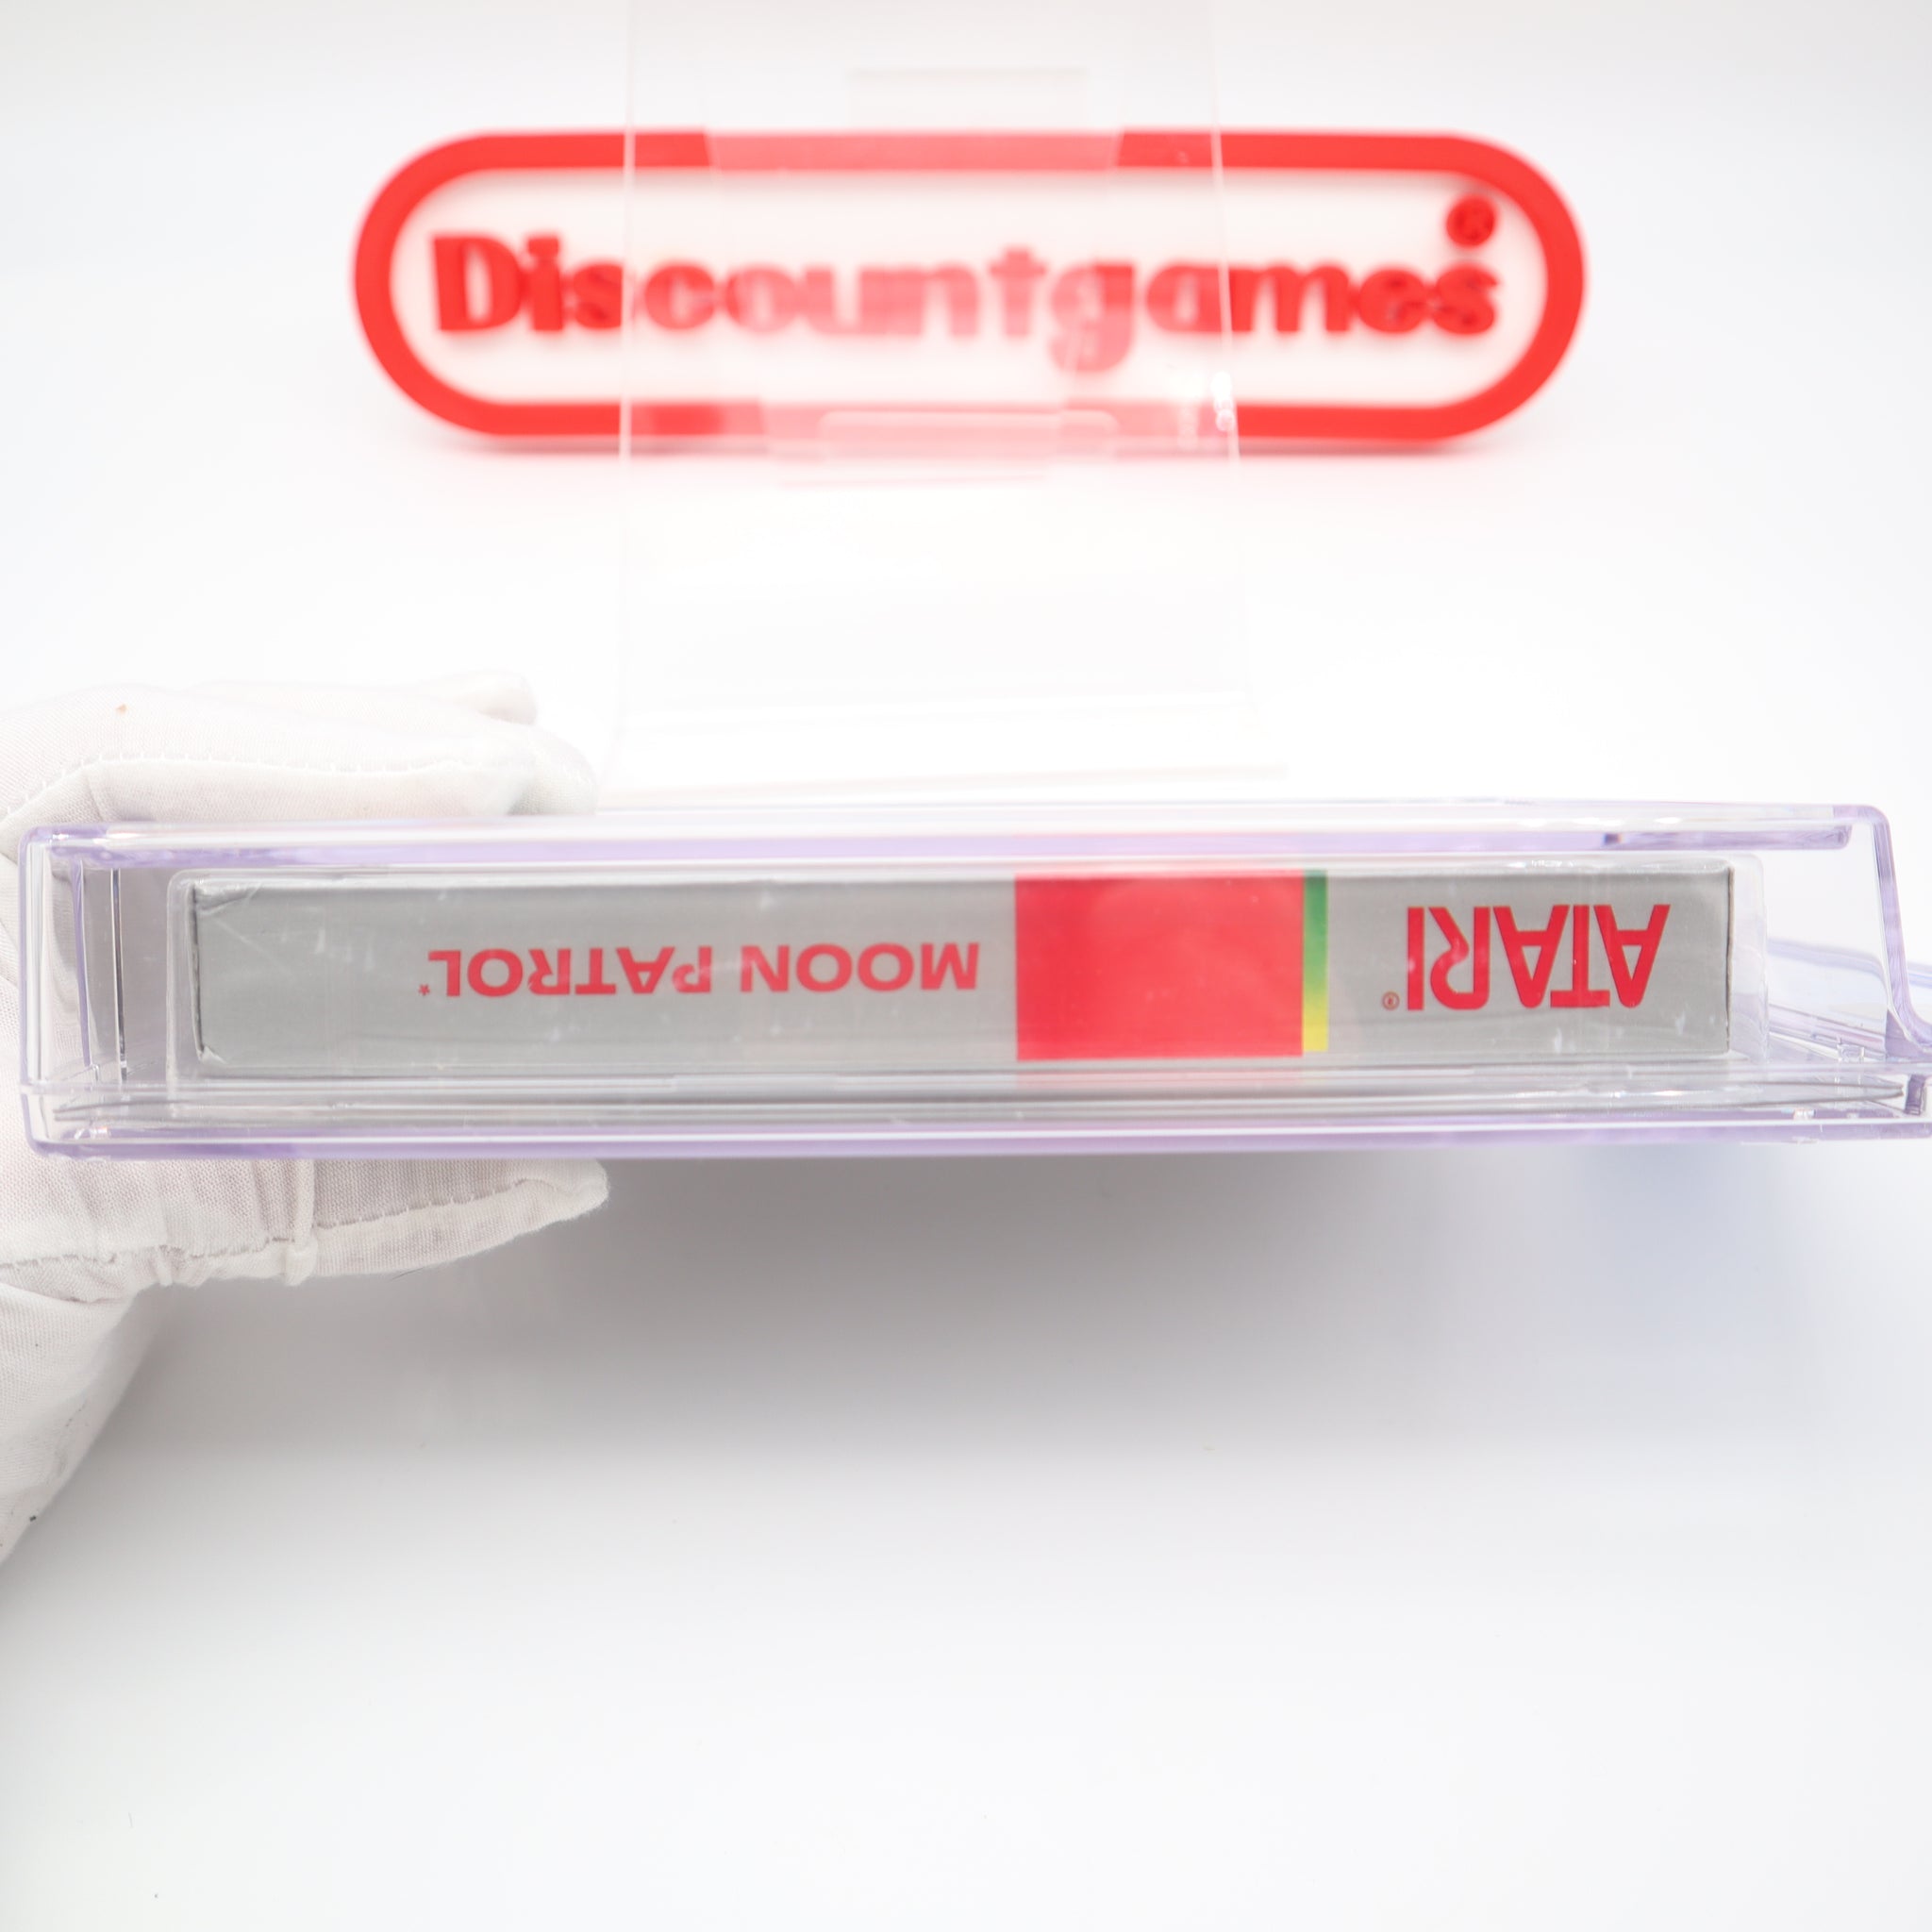 Discountgames®
ATARI®
MOON PATROL*